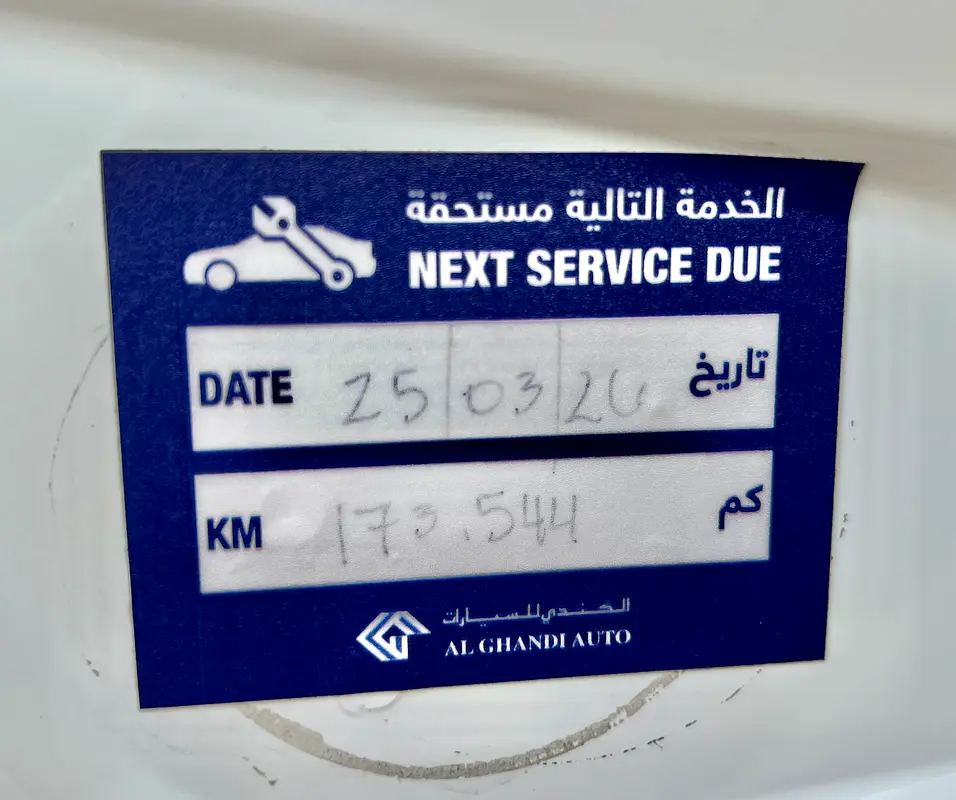 الخدمة التالية مستحقة
NEXT SERVICE DUE
DATE 25 03 26 تاريخ
KM 173.544 كم
الغندي للسيارات
AL GHANDI AUTO